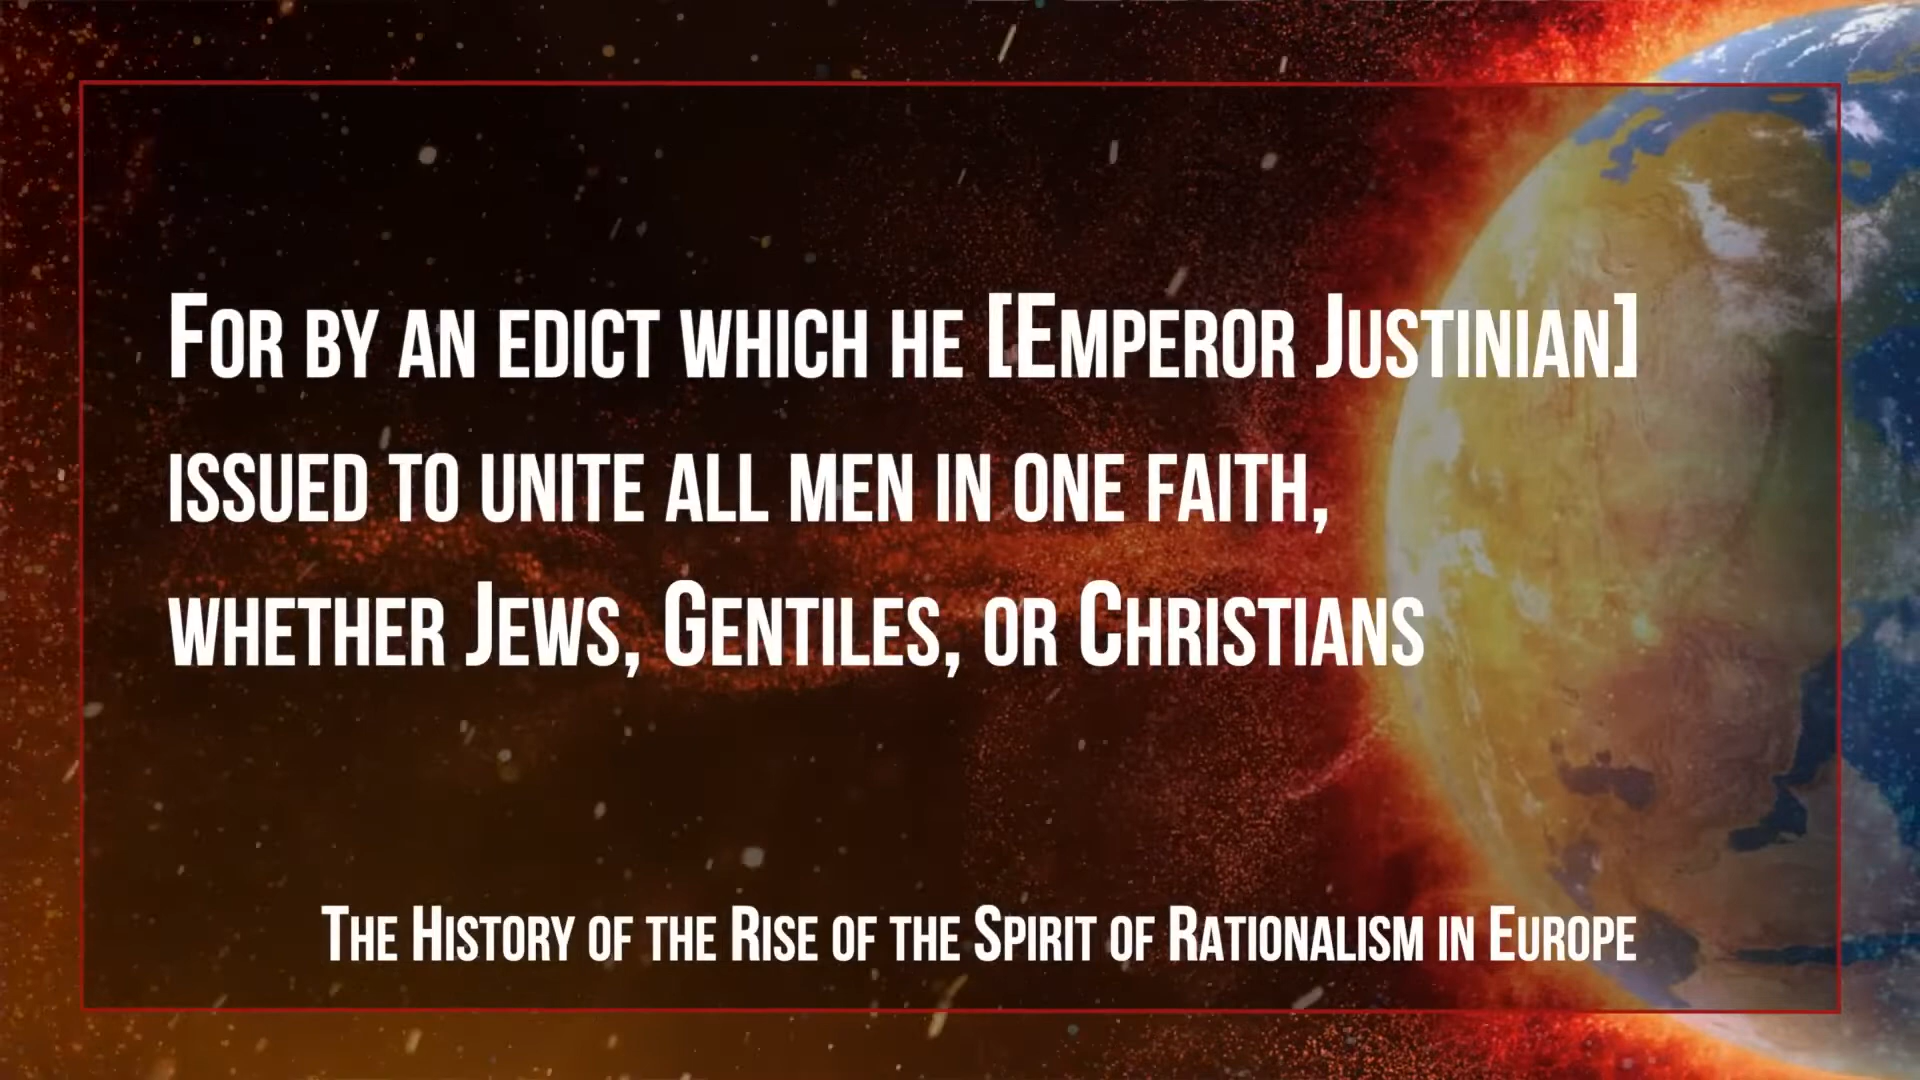 For by an edict which he [Emperor Justinian]
issued to unite all men in one faith,
whether Jews, Gentiles, or Christians
The History of the Rise of the Spirit of Rationalism in Europe